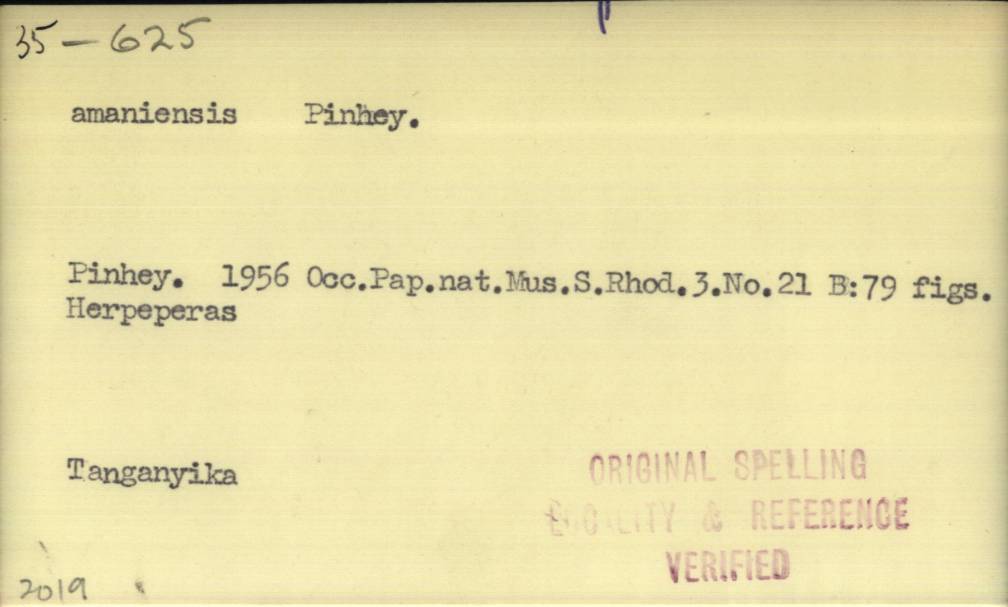 35-625
amaniensis Pinhey.
Pinhey. 1956 Occ.Pap.nat.Mus.S.Rhod.3.No.21 B:79 figs.
Herpeperas
Tanganyika
ORIGINAL SPELLING
LOCALITY & REFERENCE
VERIFIED
2019